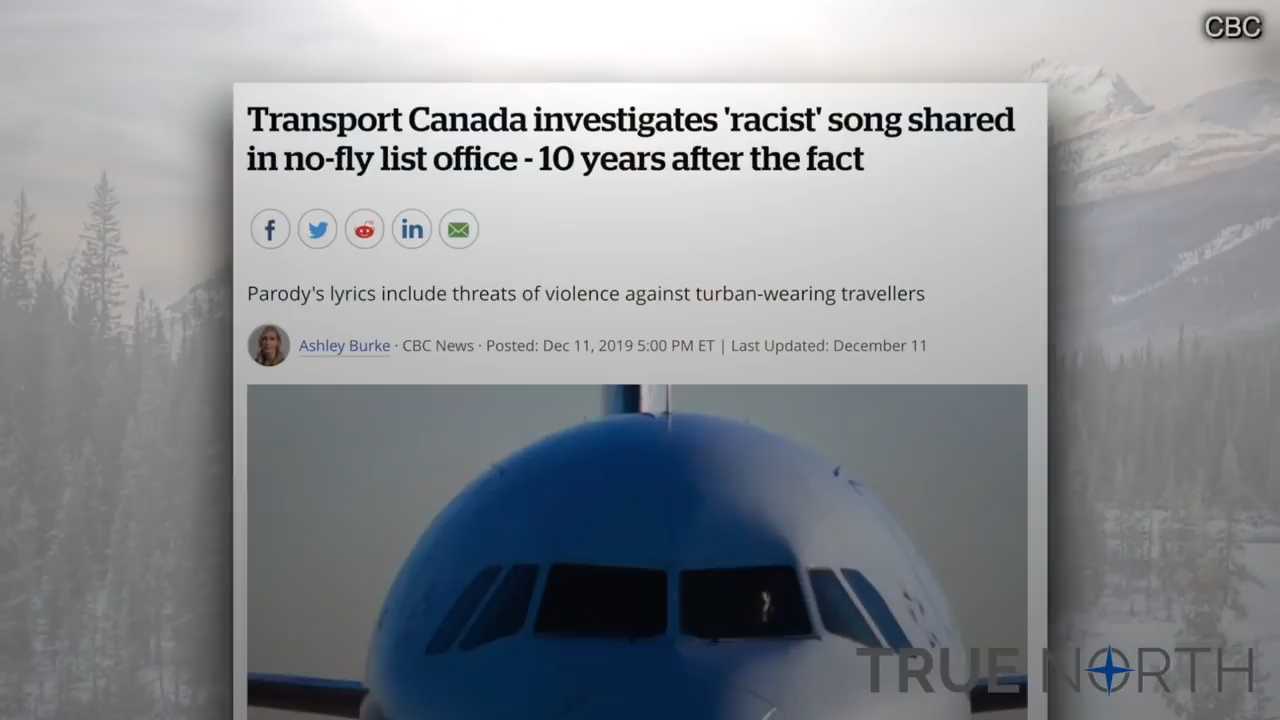 CBC
Transport Canada investigates 'racist' song shared
in no-fly list office - 10 years after the fact
Parody's lyrics include threats of violence against turban-wearing travellers
Ashley Burke · CBC News · Posted: Dec 11, 2019 5:00 PM ET | Last Updated: December 11
TRUE NORTH